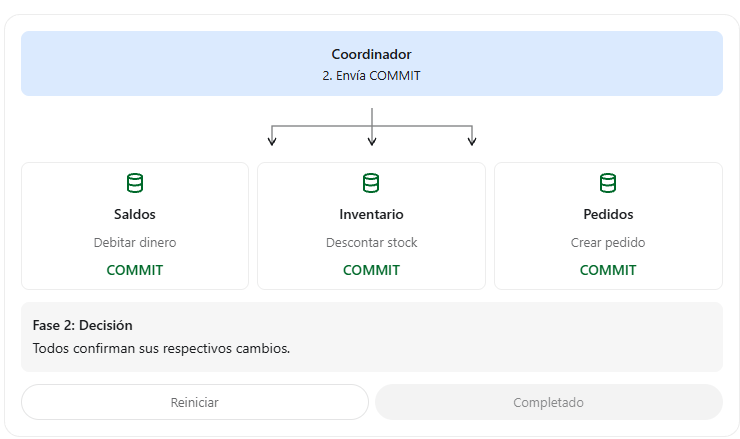 Coordinador
2. Envía COMMIT
Saldos
Debitar dinero
COMMIT
Inventario
Descontar stock
COMMIT
Pedidos
Crear pedido
COMMIT
Fase 2: Decisión
Todos confirman sus respectivos cambios.
Reiniciar
Completado